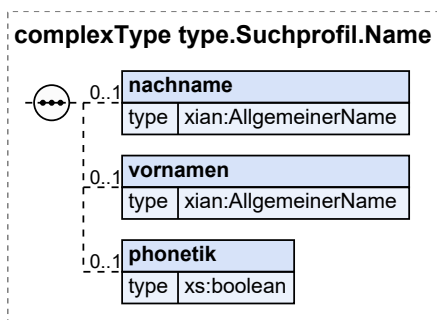 complexType type.Suchprofil.Name
0..1 nachname
type xian:AllgemeinerName
0..1 vornamen
type xian:AllgemeinerName
0..1 phonetik
type xs:boolean